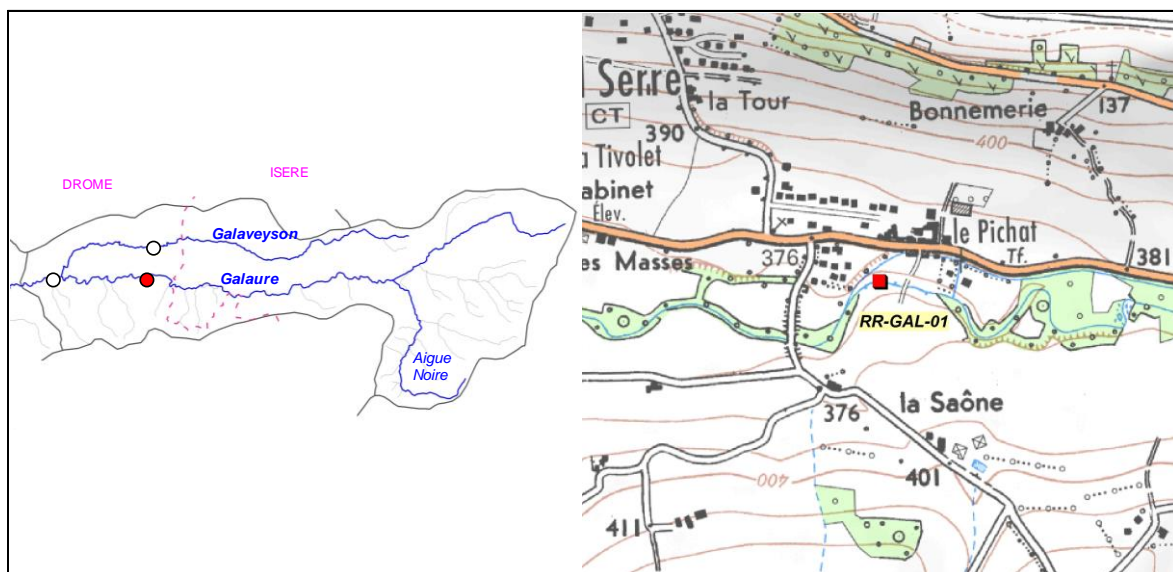 DROME
ISERE
Galaveyson
Galaure
Aigue
Noire
Serre
la Tour
CT
390
Tivolet
abinet
Élev.
es Masses
376
Bonnemerie
137
400
le Pichat
Tf.
381
RR-GAL-01
376
la Saône
401
400
411